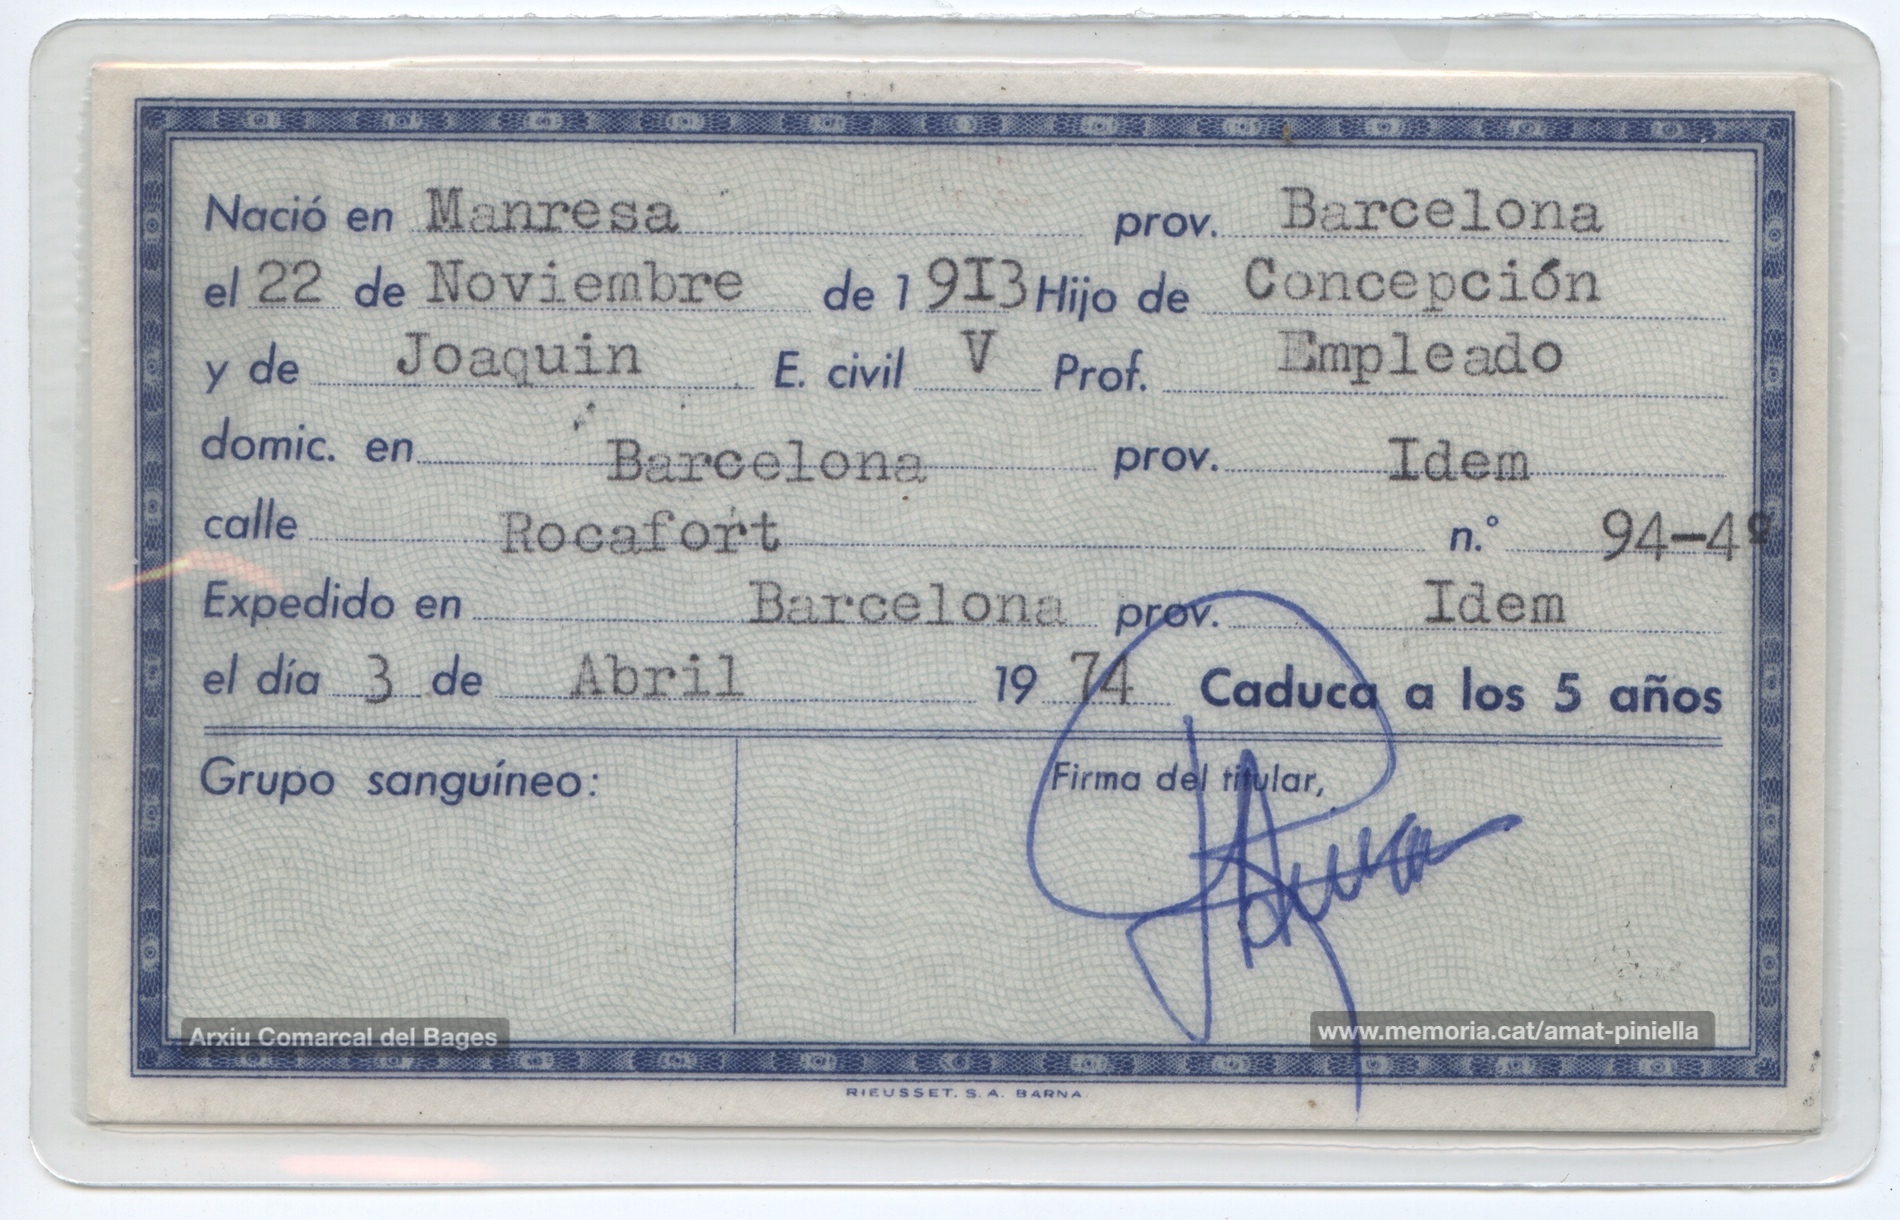 Nació en Manresa prov. Barcelona
el 22 de Noviembre de 1913 Hijo de Concepción
y de Joaquin E. civil V Prof. Empleado
domic. en Barcelona prov. Idem
calle Rocafort n.º 94-4º
Expedido en Barcelona prov. Idem
el día 3 de Abril 1974 Caduca a los 5 años
Grupo sanguíneo: Firma del titular,
Arxiu Comarcal del Bages www.memoria.cat/amat-piniella
RIEUSSET. S. A. BARNA